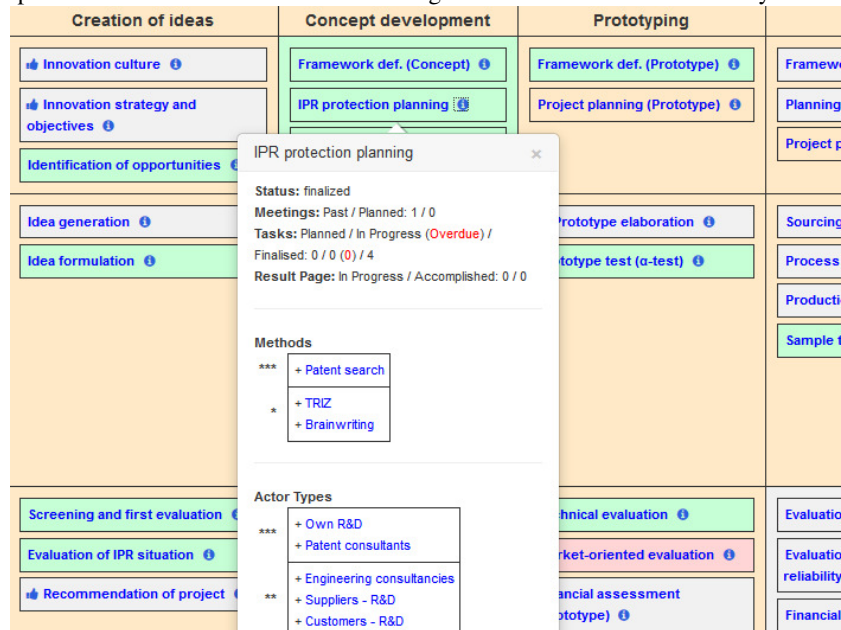 Creation of ideas
Concept development
Prototyping
Innovation culture
Framework def. (Concept)
Framework def. (Prototype)
Innovation strategy and
objectives
IPR protection planning
Project planning (Prototype)
Planning
Project p
Identification of opportunities
IPR protection planning ×
Status: finalized
Meetings: Past / Planned: 1 / 0
Tasks: Planned / In Progress (Overdue) /
Finalised: 0 / 0 (0) / 4
Result Page: In Progress / Accomplished: 0 / 0
Idea generation
Prototype elaboration
Sourcing
Idea formulation
totype test (α-test)
Process
Producti
Sample t
Methods
*** + Patent search
* + TRIZ
+ Brainwriting
Actor Types
*** + Own R&D
+ Patent consultants
** + Engineering consultancies
+ Suppliers - R&D
+ Customers - R&D
Screening and first evaluation
hnical evaluation
Evaluatio
Evaluation of IPR situation
rket-oriented evaluation
Evaluatio
reliability
Recommendation of project
ancial assessment
totype)
Financial